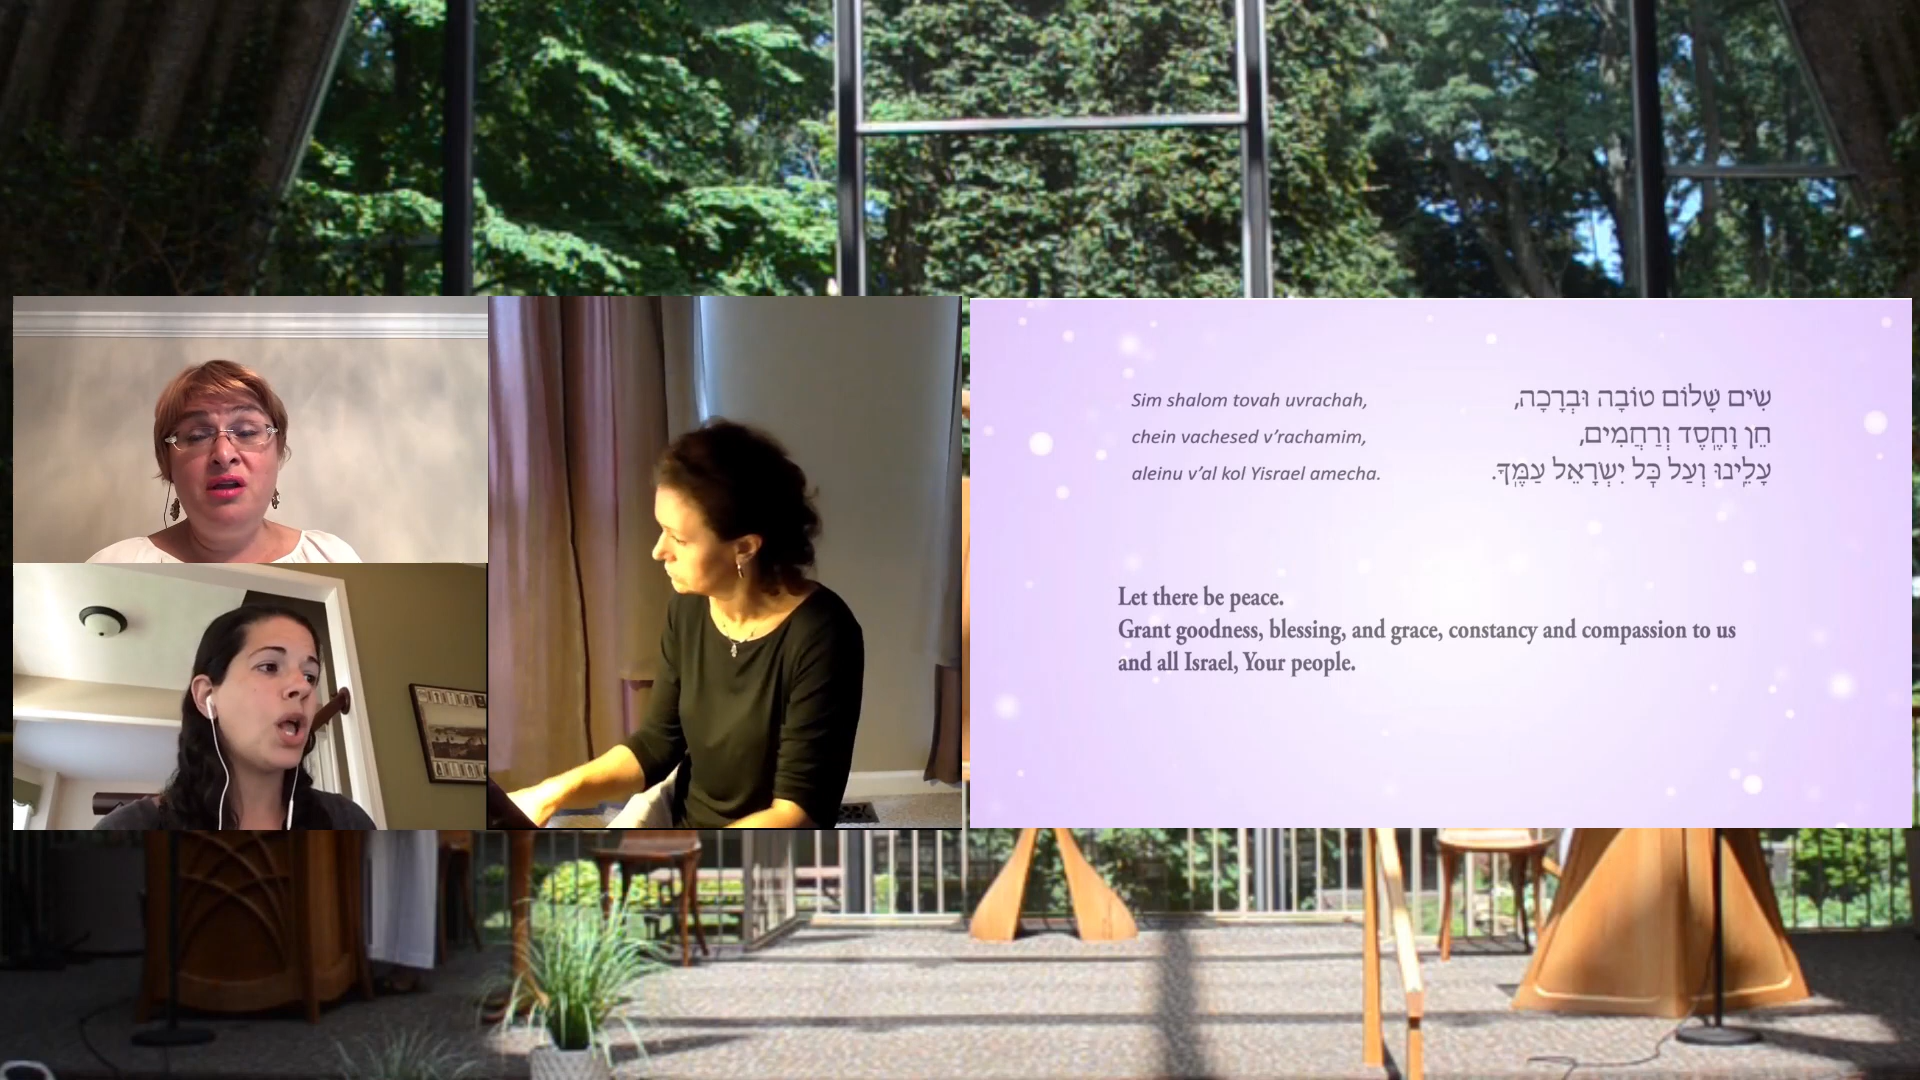 Sim shalom tovah uvrachah,
chein vachesed v’rachamim,
aleinu v’al kol Yisrael amecha.
שִׂים שָׁלוֹם טוֹבָה וּבְרָכָה,
חֵן וָחֶֽסֶד וְרַחֲמִים,
עָלֵֽינוּ וְעַל כׇּל יִשְׂרָאֵל עַמֶּֽךָ.
Let there be peace.
Grant goodness, blessing, and grace, constancy and compassion to us
and all Israel, Your people.